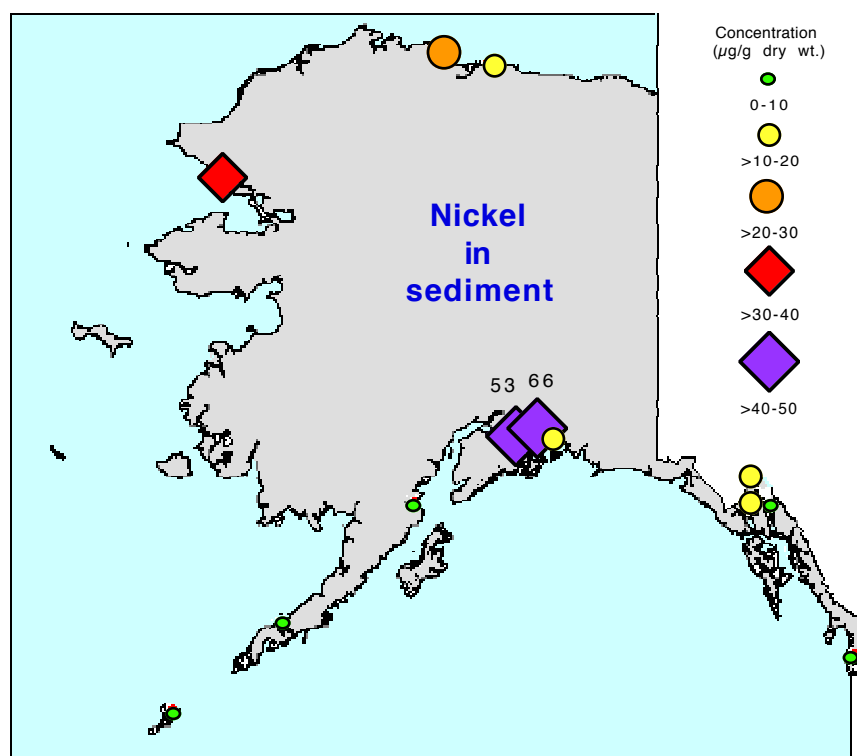 Concentration
(µg/g dry wt.)
0-10
>10-20
>20-30
>30-40
>40-50
Nickel
in
sediment
53 66